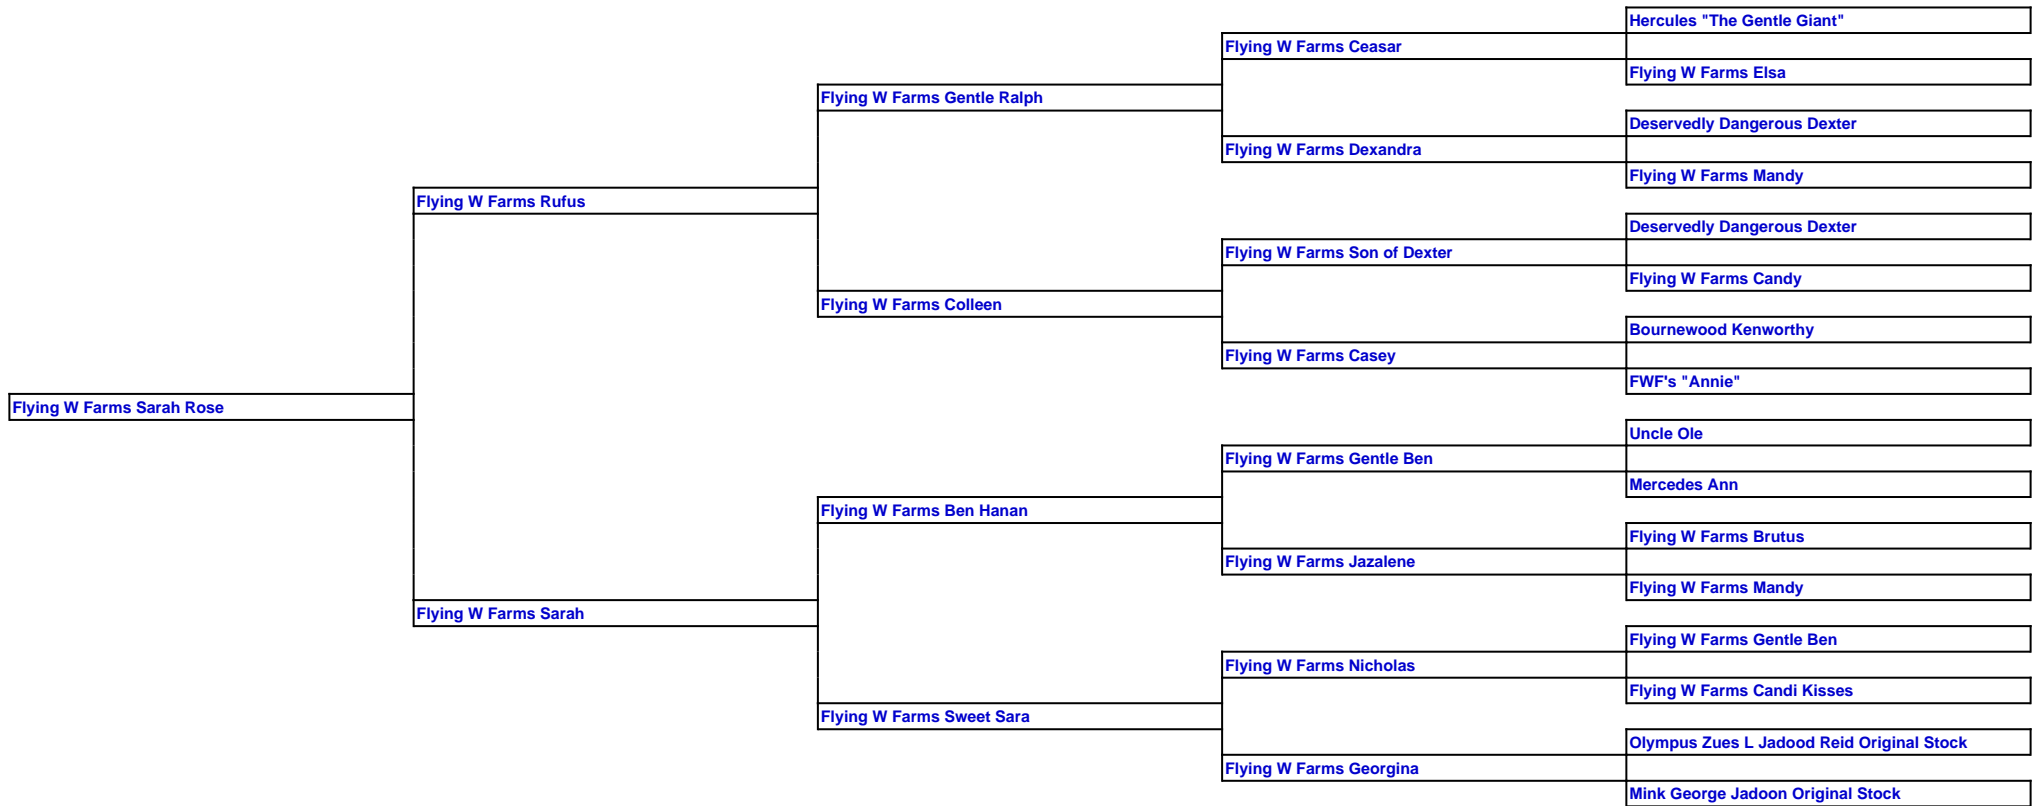 Hercules "The Gentle Giant"
Flying W Farms Ceasar
Flying W Farms Elsa
Flying W Farms Gentle Ralph
Deservedly Dangerous Dexter
Flying W Farms Dexandra
Flying W Farms Mandy
Flying W Farms Rufus
Deservedly Dangerous Dexter
Flying W Farms Son of Dexter
Flying W Farms Candy
Flying W Farms Colleen
Bournewood Kenworthy
Flying W Farms Casey
FWF's "Annie"
Flying W Farms Sarah Rose
Uncle Ole
Flying W Farms Gentle Ben
Mercedes Ann
Flying W Farms Ben Hanan
Flying W Farms Brutus
Flying W Farms Jazalene
Flying W Farms Mandy
Flying W Farms Sarah
Flying W Farms Gentle Ben
Flying W Farms Nicholas
Flying W Farms Candi Kisses
Flying W Farms Sweet Sara
Olympus Zues L Jadood Reid Original Stock
Flying W Farms Georgina
Mink George Jadoon Original Stock